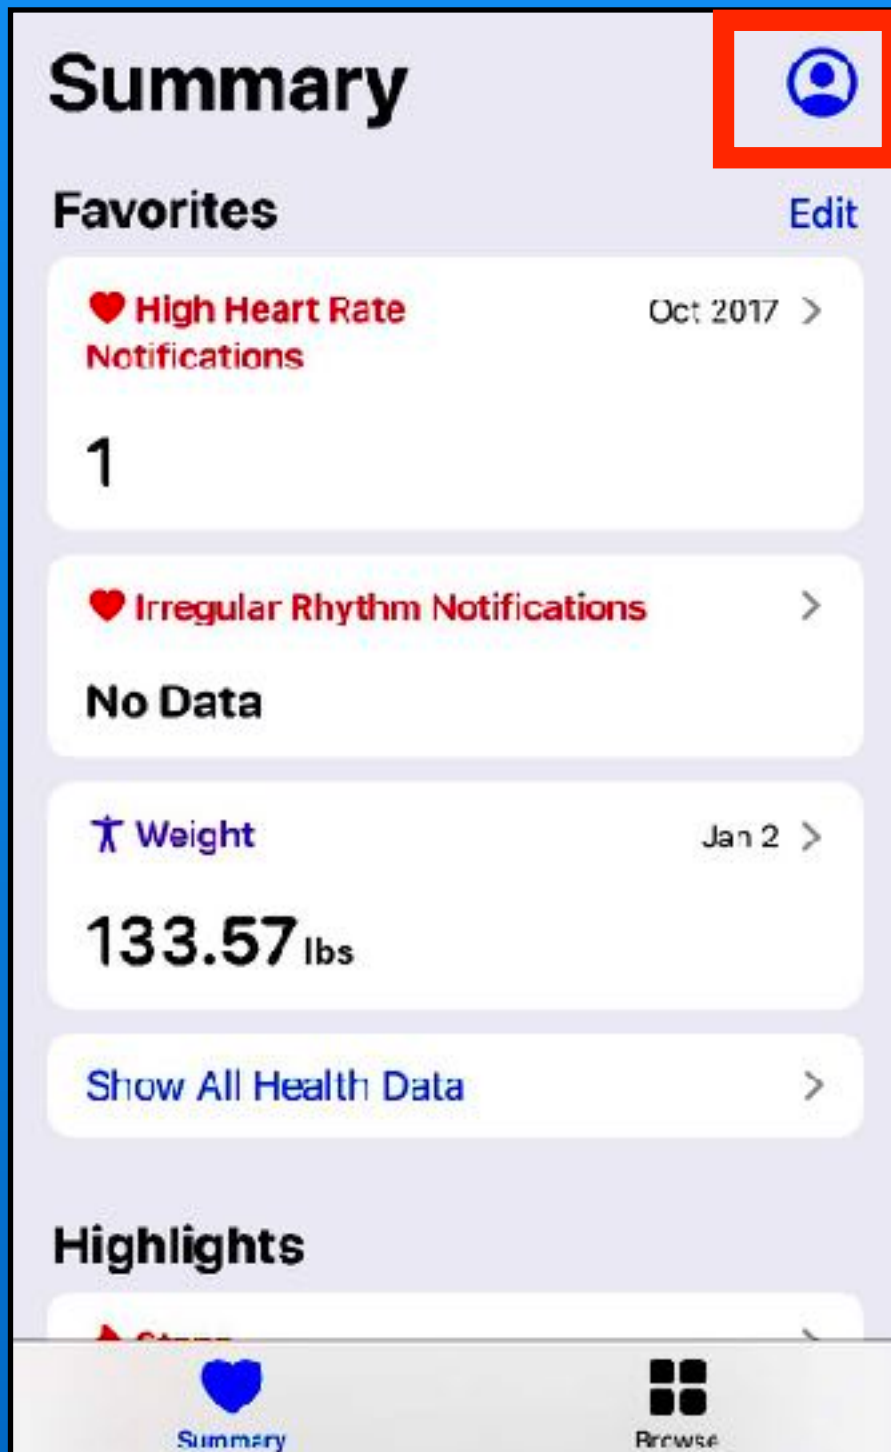 Summary
Favorites
Edit
High Heart Rate
Notifications
Oct 2017
1
Irregular Rhythm Notifications
No Data
Weight
Jan 2
133.57 lbs
Show All Health Data
Highlights
Summary
Browse